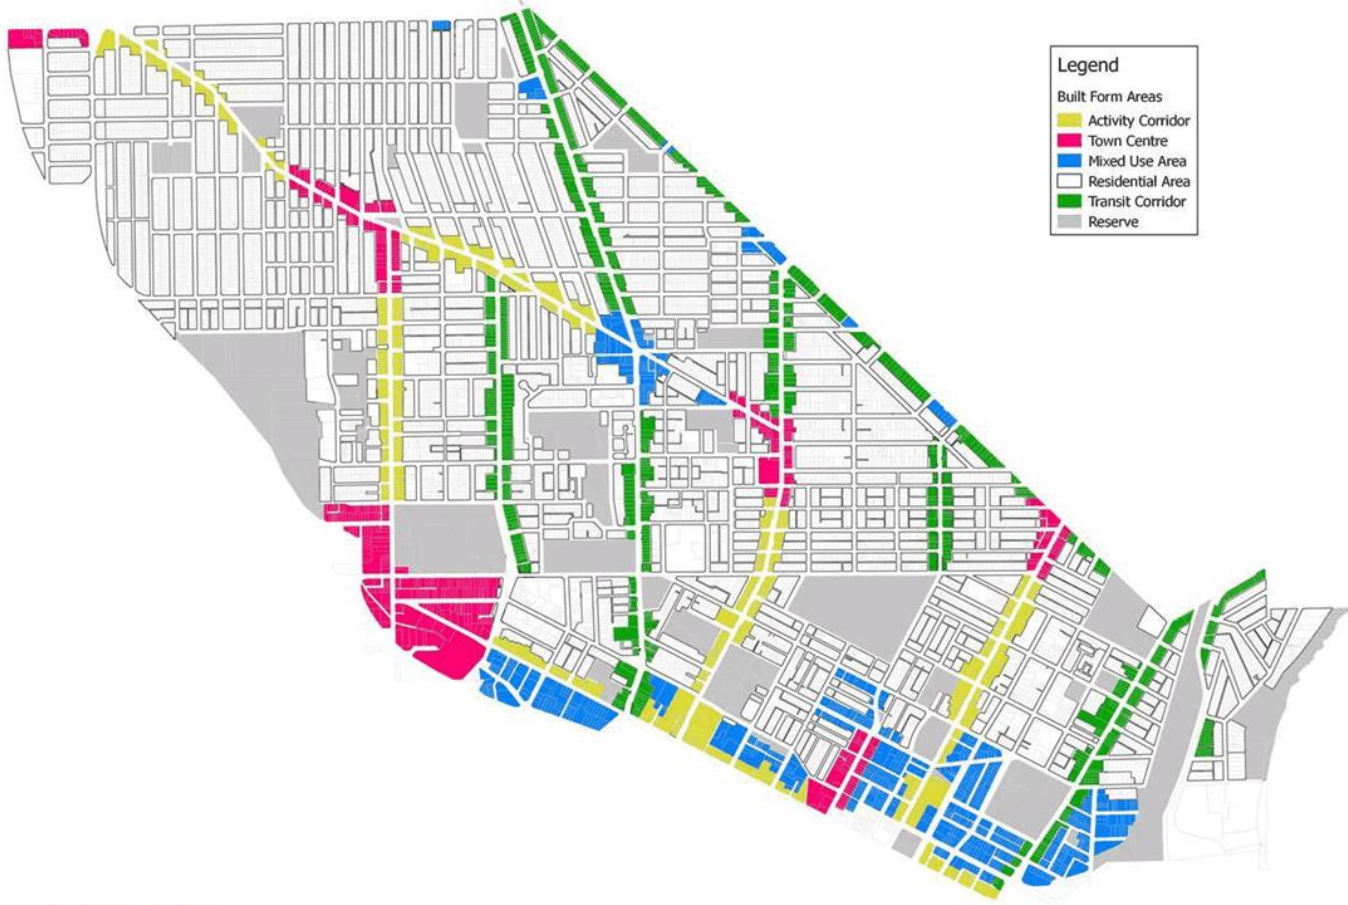 Legend
Built Form Areas
Activity Corridor
Town Centre
Mixed Use Area
Residential Area
Transit Corridor
Reserve